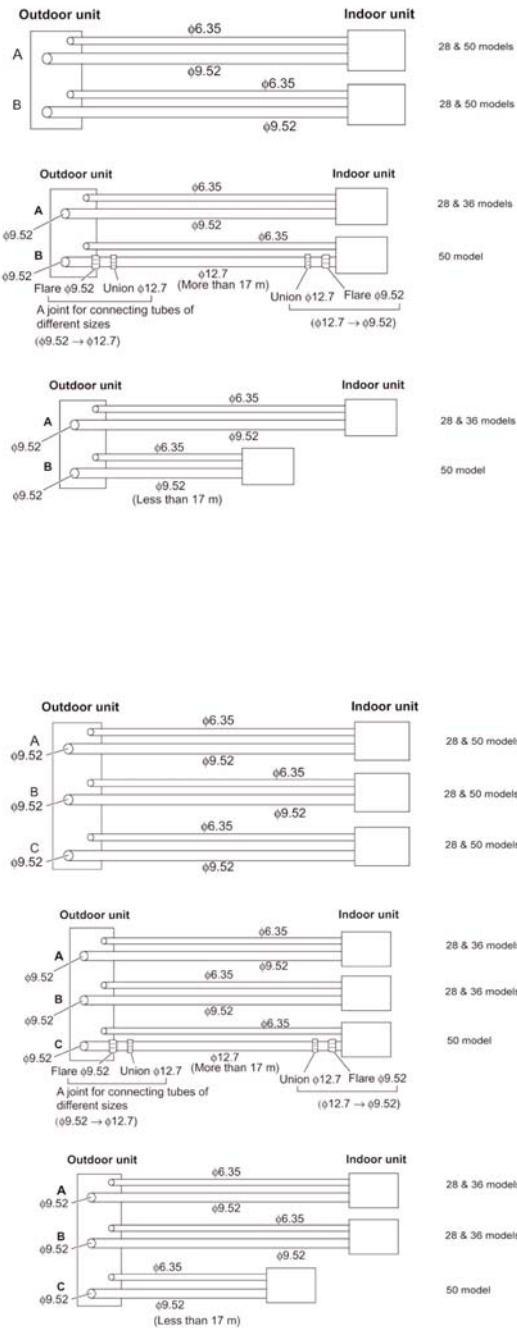 Outdoor unit Indoor unit
φ6.35
A 28 & 50 models
φ9.52
φ6.35
B 28 & 50 models
φ9.52
Outdoor unit Indoor unit
φ6.35
A 28 & 36 models
φ9.52 φ9.52
φ6.35
B 50 model
φ9.52 φ12.7
(More than 17 m)
Flare φ9.52 Union φ12.7 Union φ12.7 Flare φ9.52
A joint for connecting tubes of
different sizes
(φ9.52 → φ12.7) (φ12.7 → φ9.52)
Outdoor unit Indoor unit
φ6.35
A 28 & 36 models
φ9.52 φ9.52
φ6.35
B 50 model
φ9.52 φ9.52
(Less than 17 m)
Outdoor unit Indoor unit
φ6.35
A 28 & 50 models
φ9.52 φ9.52
φ6.35
B 28 & 50 models
φ9.52 φ9.52
φ6.35
C 28 & 50 models
φ9.52 φ9.52
Outdoor unit Indoor unit
φ6.35
A 28 & 36 models
φ9.52 φ9.52
φ6.35
B 28 & 36 models
φ9.52 φ9.52
φ6.35
C 50 model
φ9.52 φ12.7
(More than 17 m)
Flare φ9.52 Union φ12.7 Union φ12.7 Flare φ9.52
A joint for connecting tubes of
different sizes
(φ9.52 → φ12.7) (φ12.7 → φ9.52)
Outdoor unit Indoor unit
φ6.35
A 28 & 36 models
φ9.52 φ9.52
φ6.35
B 28 & 36 models
φ9.52 φ9.52
φ6.35
C 50 model
φ9.52 φ9.52
(Less than 17 m)